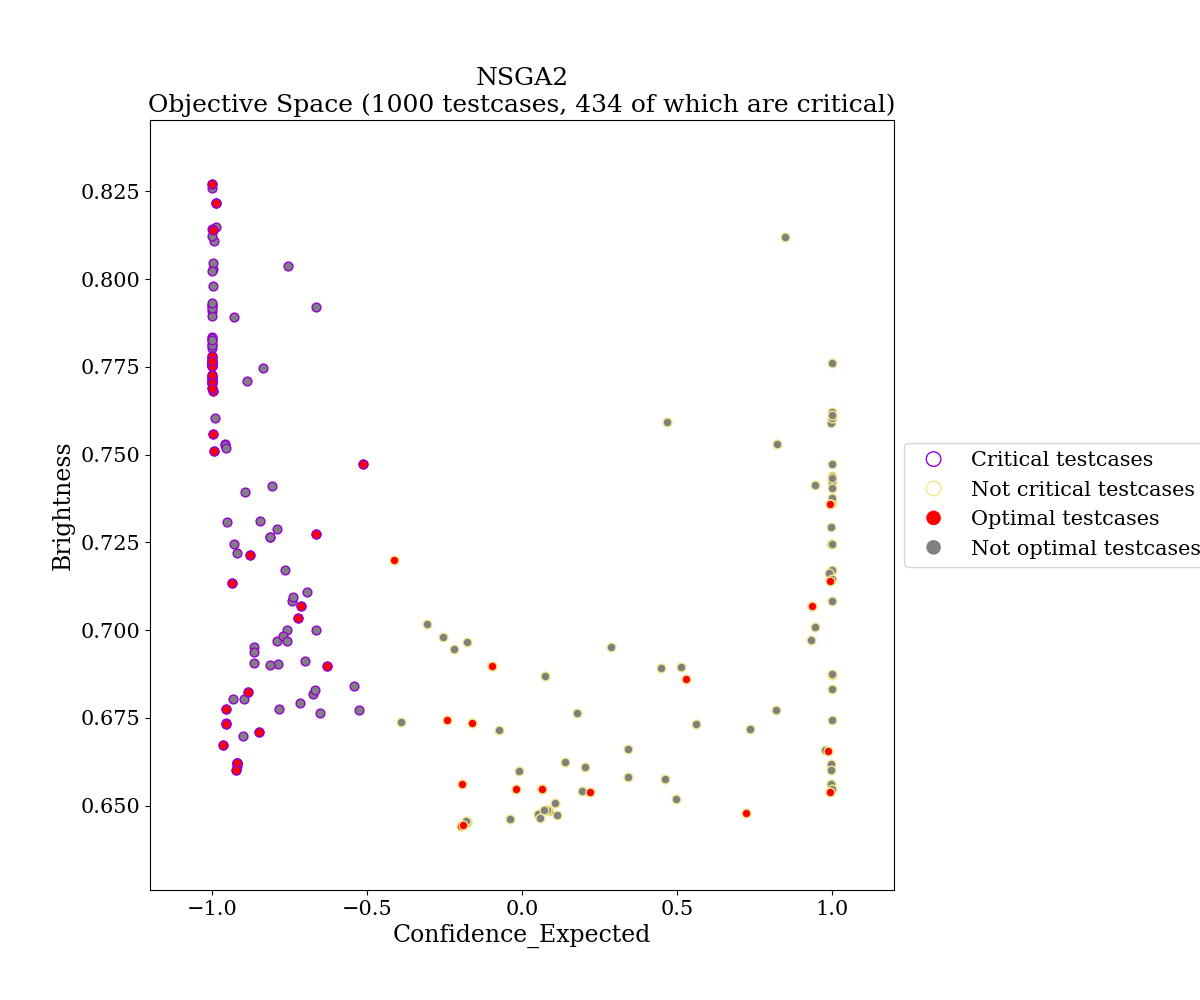 NSGA2
Objective Space (1000 testcases, 434 of which are critical)
0.825
0.800
0.775
0.750
0.725
0.700
0.675
0.650
Brightness
−1.0
−0.5
0.0
0.5
1.0
Confidence_Expected
Critical testcases
Not critical testcases
Optimal testcases
Not optimal testcases